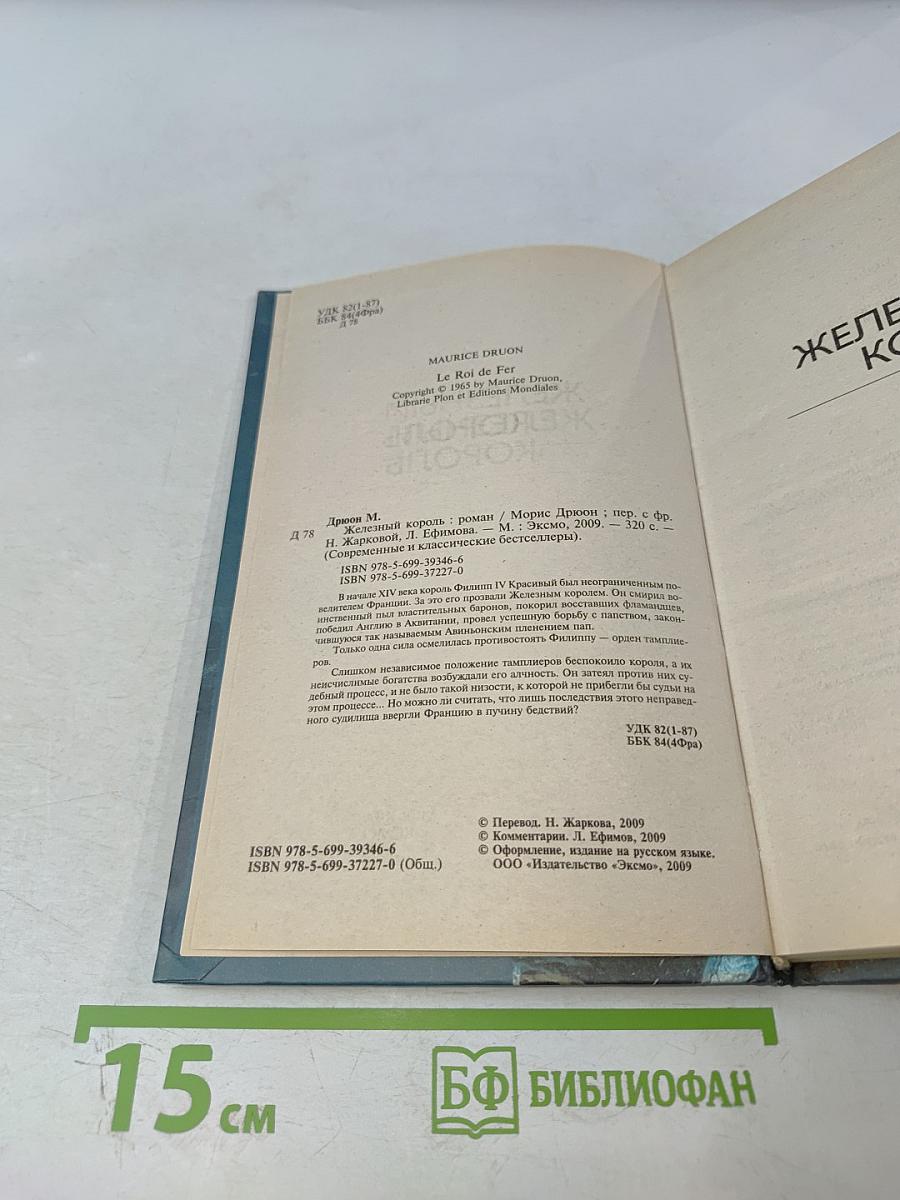 УДК 82(1-87)
ББК 84(4Фра)
Д 78
MAURICE DRUON
Le Roi de Fer
Copyright © 1965 by Maurice Druon,
Librarie Plon et Editions Mondiales
Дрюон М.
Д 78 Железный король : роман / Морис Дрюон ; пер. с фр.
Н. Жарковой, Л. Ефимова. — М. : Эксмо, 2009. — 320 с. —
(Современные и классические бестселлеры).
ISBN 978-5-699-39346-6
ISBN 978-5-699-37227-0
В начале XIV века король Филипп IV Красивый был неограниченным по-
велителем Франции. За это его прозвали Железным королем. Он смирил во-
инственный пыл властительных баронов, покорил восставших фламандцев,
победил Англию в Аквитании, провел успешную борьбу с папством, закон-
чившуюся так называемым Авиньонским пленением пап.
Только одна сила осмелилась противостоять Филиппу — орден тамплие-
ров.
Слишком независимое положение тамплиеров беспокоило короля, а их
неисчислимые богатства возбуждали его алчность. Он затеял против них су-
дебный процесс, и не было такой низости, к которой не прибегли бы судьи на
этом процессе... Но можно ли считать, что лишь последствия этого неправед-
ного судилища ввергли Францию в пучину бедствий?
УДК 82(1-87)
ББК 84(4Фра)
© Перевод. Н. Жаркова, 2009
© Комментарии. Л. Ефимов, 2009
© Оформление, издание на русском языке.
ООО «Издательство «Эксмо», 2009
ISBN 978-5-699-39346-6
ISBN 978-5-699-37227-0 (Общ.)
ЖЕЛЕ
КО
15 см
БФ БИБЛИОФАН